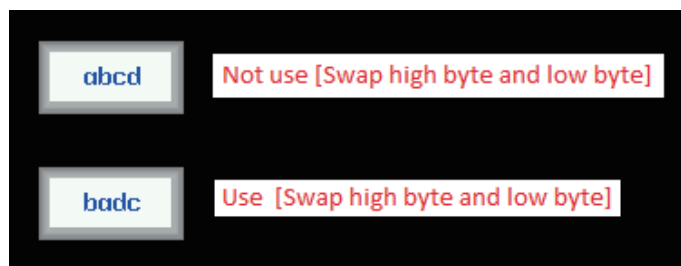 abcd
Not use [Swap high byte and low byte]
badc
Use [Swap high byte and low byte]